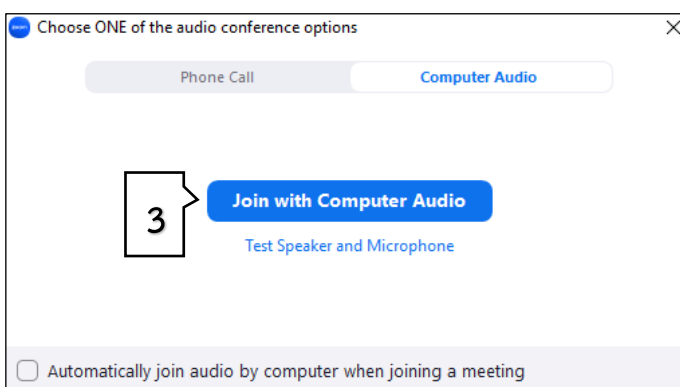 Choose ONE of the audio conference options
Phone Call Computer Audio
Join with Computer Audio
3
Test Speaker and Microphone
Automatically join audio by computer when joining a meeting